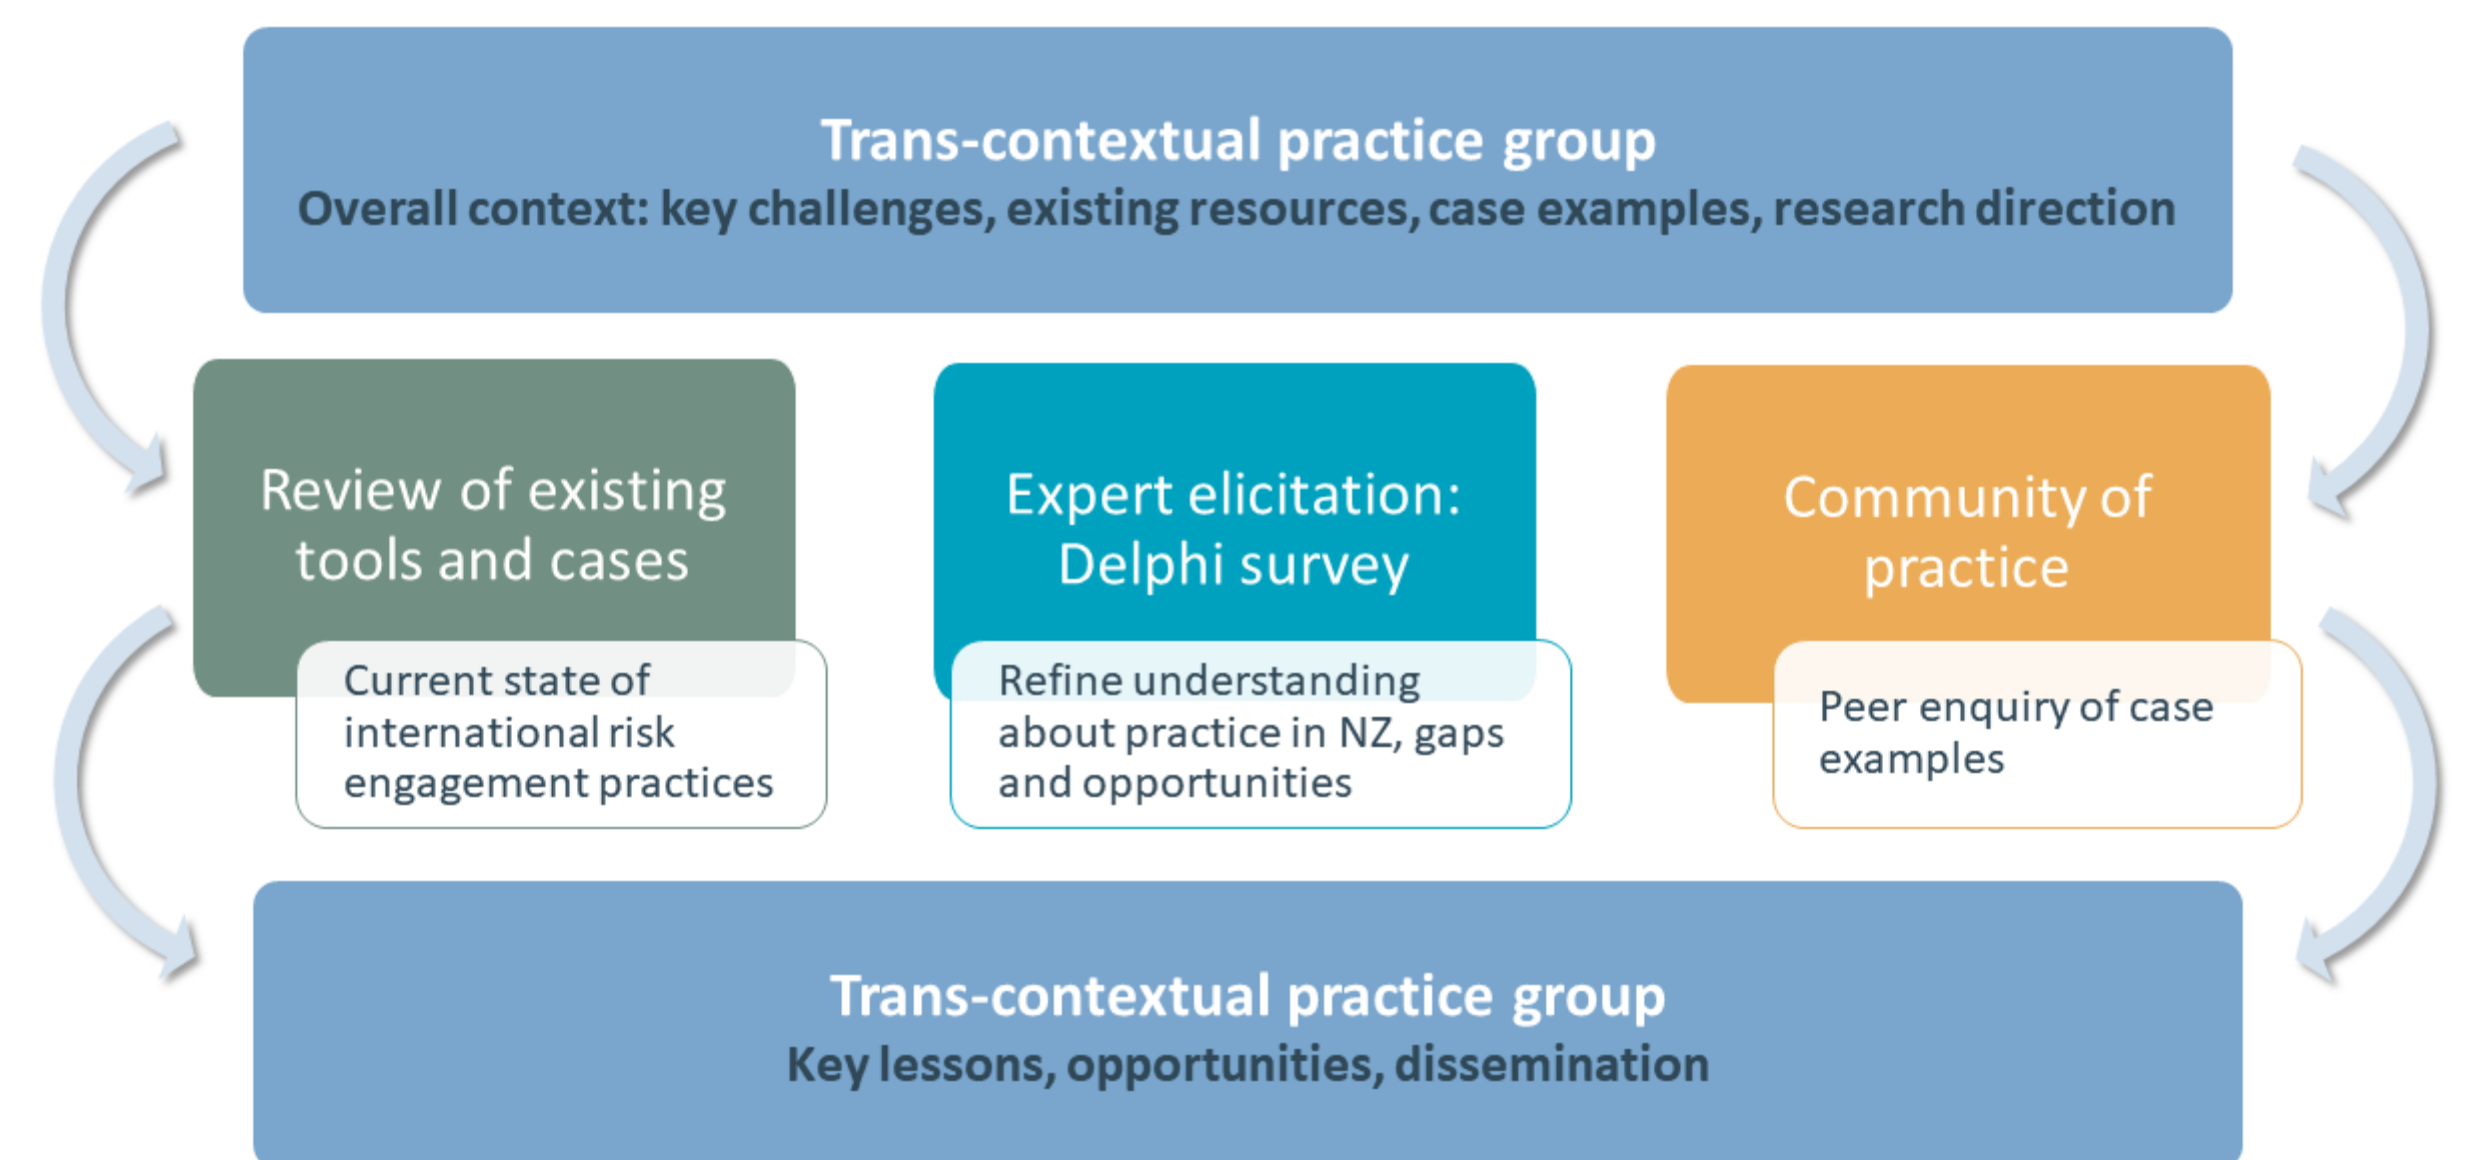 Trans-contextual practice group
Overall context: key challenges, existing resources, case examples, research direction
Review of existing
tools and cases
Current state of
international risk
engagement practices
Expert elicitation:
Delphi survey
Refine understanding
about practice in NZ, gaps
and opportunities
Community of
practice
Peer enquiry of case
examples
Trans-contextual practice group
Key lessons, opportunities, dissemination